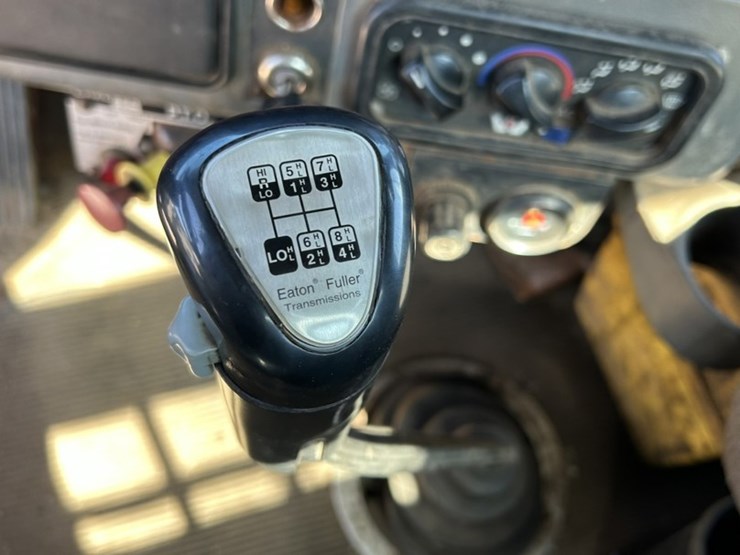 HI 5 H L 7 H L
R 1 H L 3 H L
LO
LO H L 6 H L 8 H L
2 H L 4 H L
Eaton® Fuller®
Transmissions